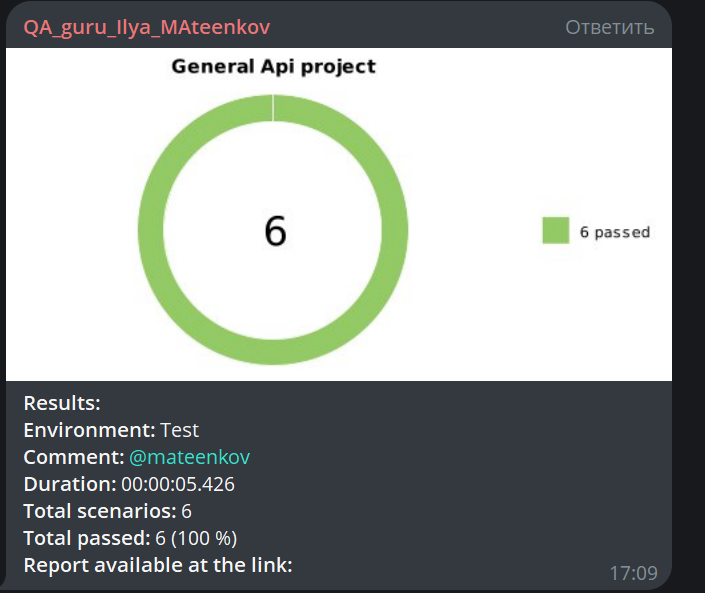 QA_guru_Ilya_MAteenkov
Ответить
General Api project
6
6 passed
Results:
Environment: Test
Comment: @mateenkov
Duration: 00:00:05.426
Total scenarios: 6
Total passed: 6 (100 %)
Report available at the link:
17:09